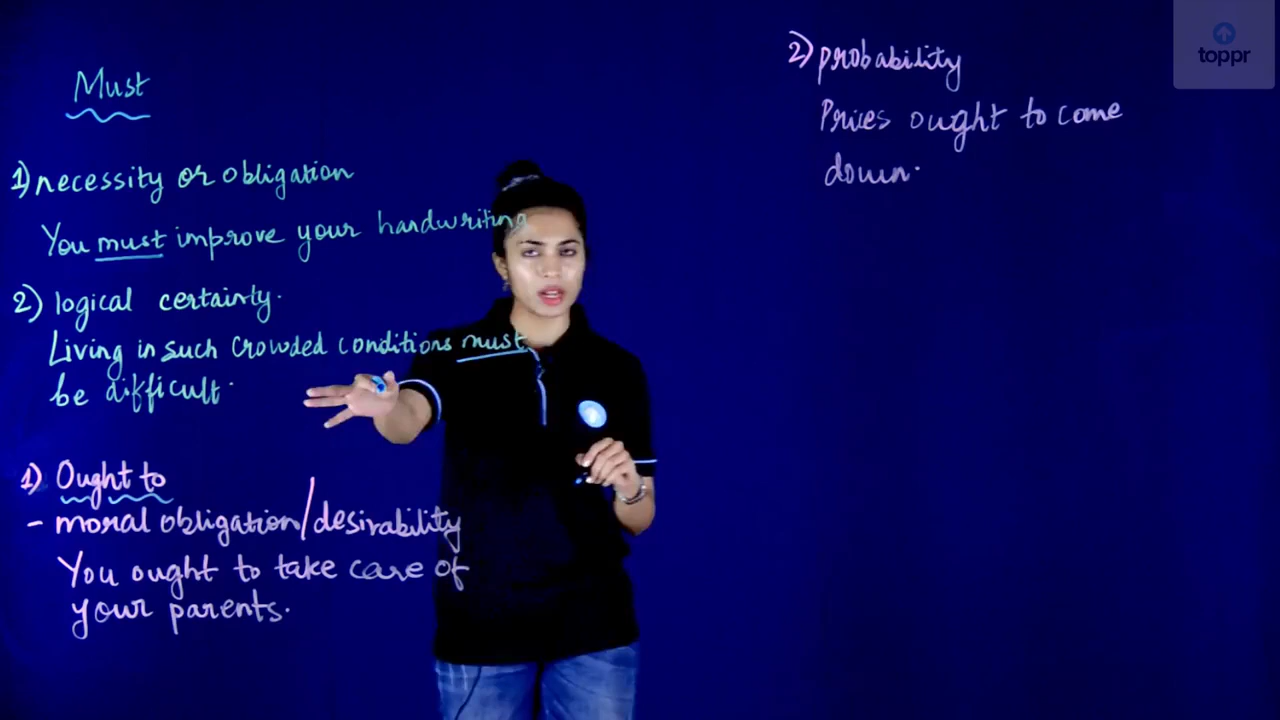 Must
1) necessity or obligation
You must improve your handwriting
2) logical certainty.
Living in such crowded conditions must
be difficult.
1) Ought to
- moral obligation/desirability
You ought to take care of
your parents.
2) probability
Prices ought to come
down.
toppr